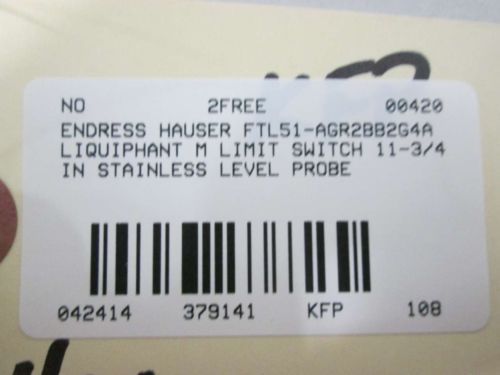 NO 2FREE 00420
ENDRESS HAUSER FTL51-AGR2BB2G4A
LIQUIPHANT M LIMIT SWITCH 11-3/4
IN STAINLESS LEVEL PROBE
042414 379141 KFP 108